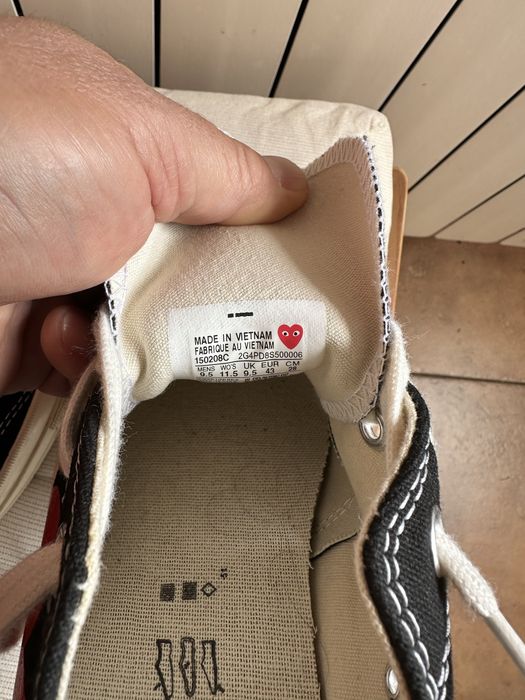 MADE IN VIETNAM
FABRIQUE AU VIETNAM
150208C 2G4PD8S500006
MENS WO'S UK EUR CM
9.5 11.5 9.5 43 28